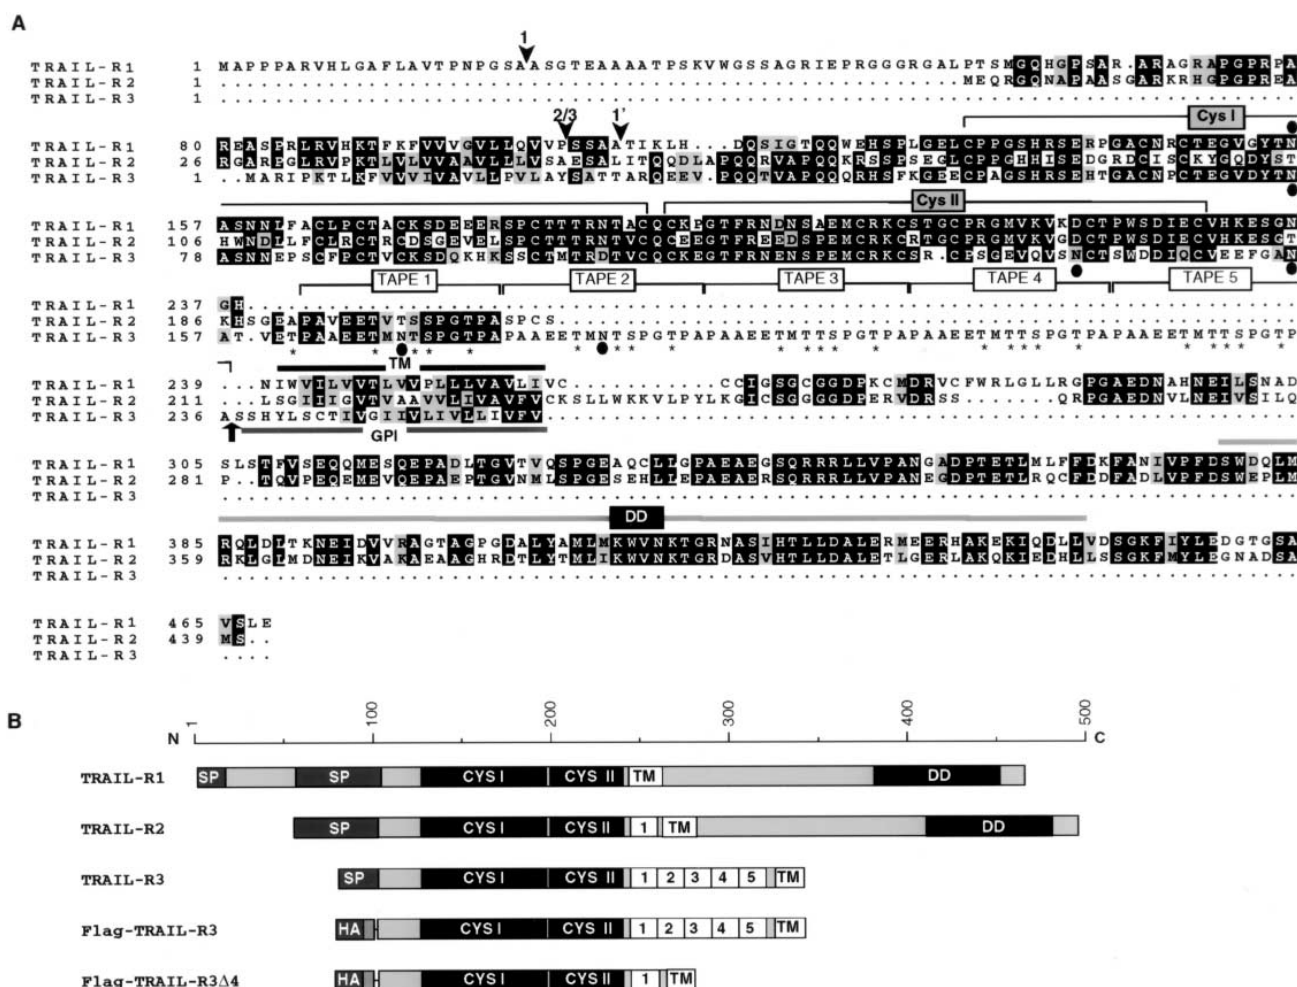 A
1
TRAIL-R1 1 MAPPPARVHLGAFLAVTPNPGSAASGTEAAAATPSKVWGSSAGRIEPRGGGRGALPTSMGQHGPSAR.ARAGRAPGPRPA
TRAIL-R2 1 ......................................................MEQRGQNAPAASGARKRHGPGPREA
TRAIL-R3 1
2/3 1' Cys I
TRAIL-R1 80 REASPRLRVHKTFKFVVVGVLLQVVPSSAATIKLH..DQSIGTQQWEHSPLGELCPPGSHRSERPGACNRCTEGVGYTN
TRAIL-R2 26 RGAREGLRVPKTLVLVVAAVLLLVSAESALITQQDLAPQQRVAPQQKRSSPSEGLCPPGHHISEDGRDCISCKYGQDYST
TRAIL-R3 1 ..MARIPKTLKFVVVIVAVLLPVLAYSATTARQEEVPQQTVAPQQQRHSFKGEECPAGSHRSEHTGACNPCTEGVDYTN
Cys II
TRAIL-R1 157 ASNNLFACLPCTACKSDEEERSPCTTTRNTACQCKPGTFRNDNSAEMCRKCSTGCPRGMVKVKDCTPWSDIECVHKESGN
TRAIL-R2 106 HWNDLLFCLRCTRCDSGEVELSPCTTTRNTVCQCEEGTFREEDSPEMCRKCRTGCPRGMVKVGDCTPWSDIECVHKESGT
TRAIL-R3 78 ASNNEPSCFPCTVCKSDQKHKSSCTMTRDTVCQCKEGTFRNENSPEMCRKCSR.CPSGEVQVSNCTSWDDIQCVEEFGAN
TAPE 1 TAPE 2 TAPE 3 TAPE 4 TAPE 5
TRAIL-R1 237 GH
TRAIL-R2 186 KHSGEAPAVEETVTSSPGTPASPCS
TRAIL-R3 157 AT.VETPAAEETMNTSPGTPAPAAEETMNTSPGTPAPAAEETMTTSPGTPAPAAEETMTTSPGTPAPAAEETMTTSPGTP
TM
TRAIL-R1 239 ...NIWVILVVTLVVPLLLVAVLIVC.........CCIGSGCGGDPKCMDRVCFWRLGLLRGPGAEDNAHNEILSNAD
TRAIL-R2 211 ...LSGIIIGVTVAAVVLIVAVFVCKSLLWKKVLPYLKGICSGGGGDPERVDRSS....QRPGAEDNVLNEIVSILQ
TRAIL-R3 236 ASSHYLSCTIVGIIVLIVLLIVFV
GPI
TRAIL-R1 305 SLSTFVSEQQMESQEPADLTGVTVQSPGEAQCLLGPAEAEGSQRRRLLVPANGADPTETLMLFFDKFANIVPFDSWDQLM
TRAIL-R2 281 P.TQVPEQEMEVQEPAEPTGVNMLSPGESEHLLEPAEAERSQRRRLLVPANEGDPTETLRQCFDDFADLVPFDSWEPLM
TRAIL-R3
DD
TRAIL-R1 385 RQLDLTKNEIDVVRAGTAGPGDALYAMLMKWVNKTGRNASIHTLLDALERMEERHAKEKIQDLLVDSGKFIYLEDGTGSA
TRAIL-R2 359 RKLGLMDNEIKVAKAEAAGHRDTLYTMLIKWVNKTGRDASVHTLLDALETLGERLAKQKIEDHLLSSGKFMYLEGNADSA
TRAIL-R3
TRAIL-R1 465 VSLE
TRAIL-R2 439 MS..
TRAIL-R3 ....
B
N 1 100 200 300 400 500 C
TRAIL-R1 SP SP CYS I CYS II TM DD
TRAIL-R2 SP CYS I CYS II 1 TM DD
TRAIL-R3 SP CYS I CYS II 1 2 3 4 5 TM
Flag-TRAIL-R3 HA CYS I CYS II 1 2 3 4 5 TM
Flag-TRAIL-R3Δ4 HA CYS I CYS II 1 TM